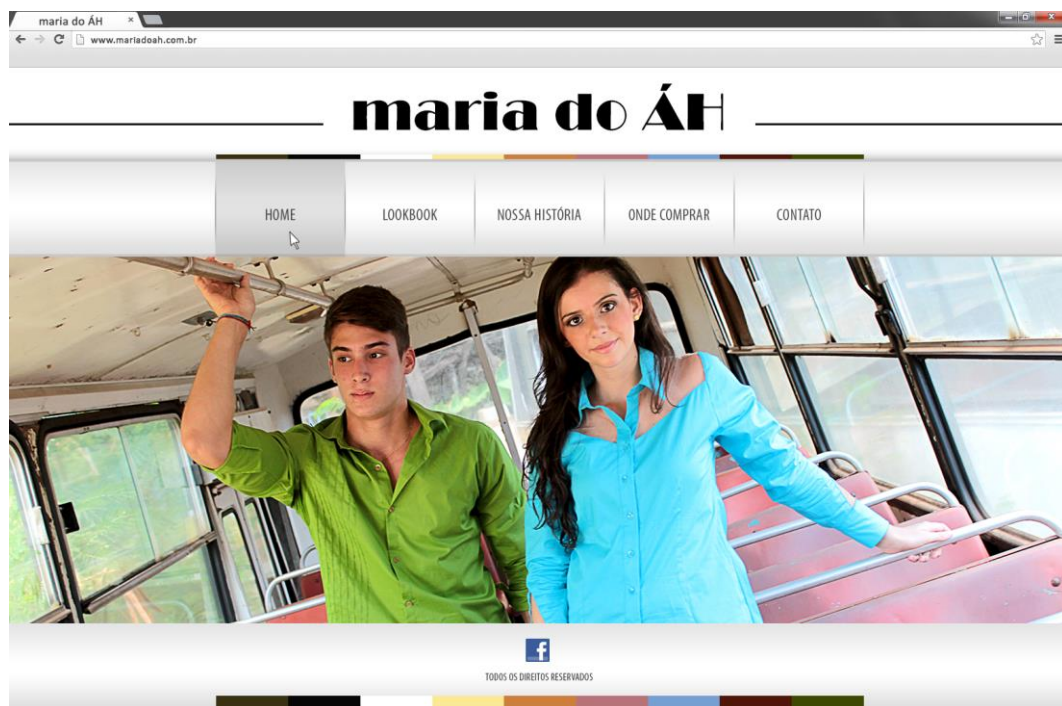 maria do ÁH
www.mariadoah.com.br
maria do ÁH
HOME LOOKBOOK NOSSA HISTÓRIA ONDE COMPRAR CONTATO
f
TODOS OS DIREITOS RESERVADOS